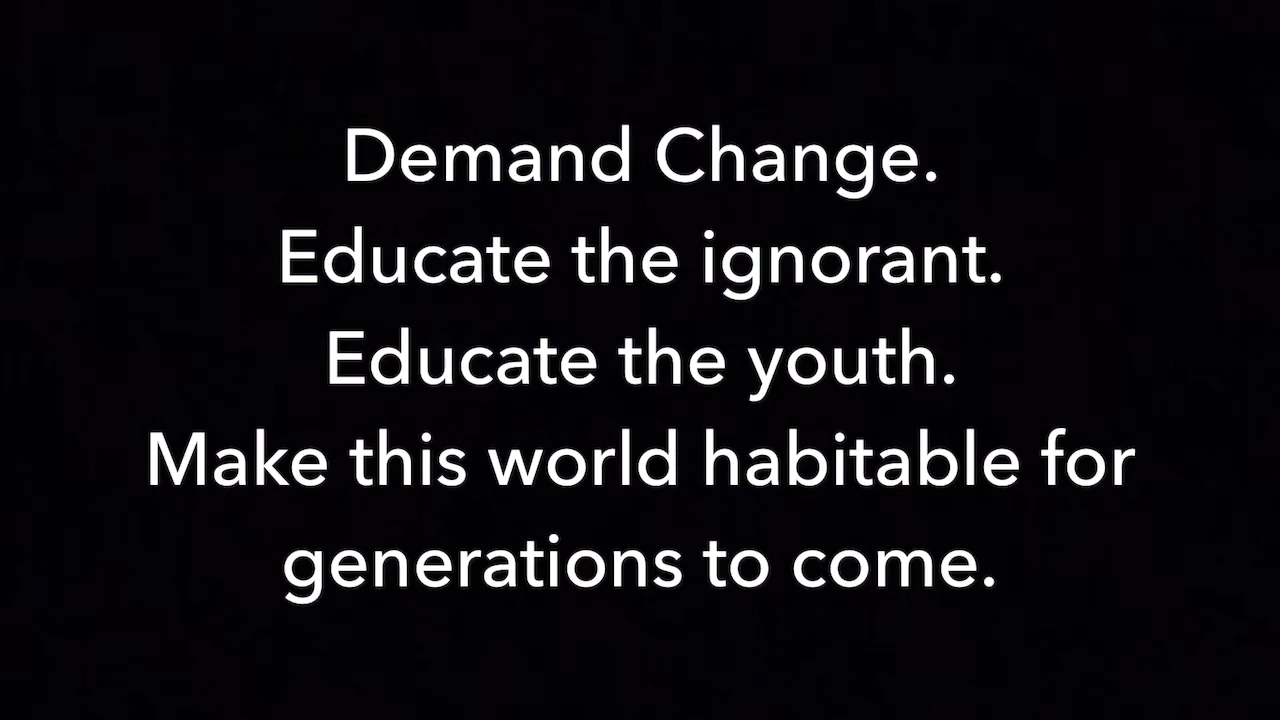 Demand Change.
Educate the ignorant.
Educate the youth.
Make this world habitable for
generations to come.